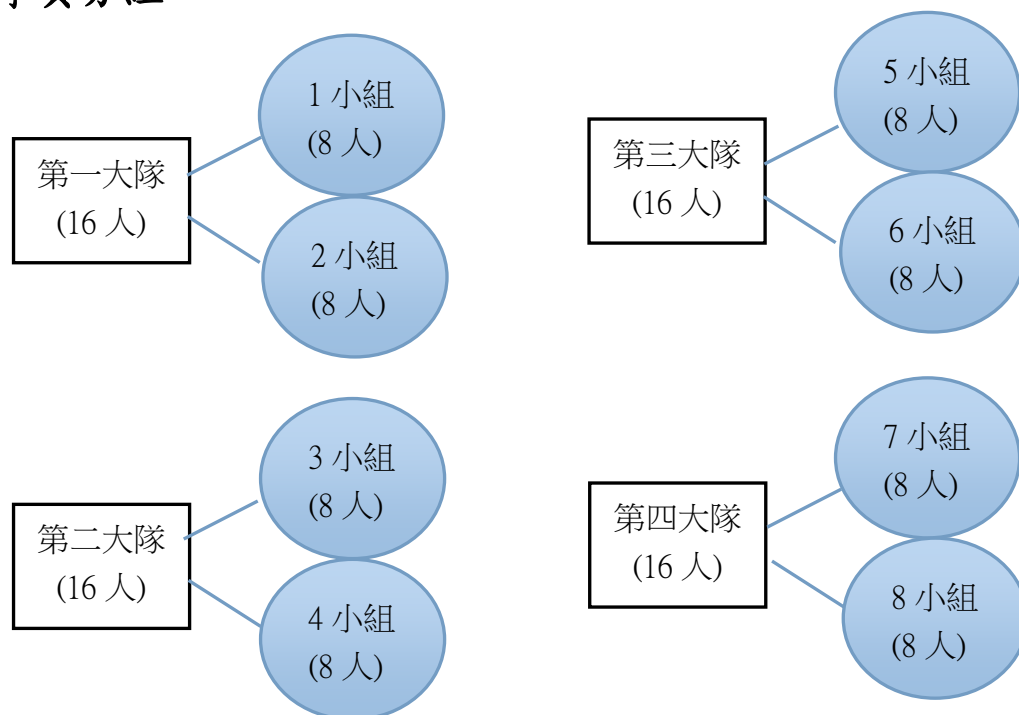 第一大隊
(16 人)
1 小組
(8 人)
2 小組
(8 人)
第三大隊
(16 人)
5 小組
(8 人)
6 小組
(8 人)
第二大隊
(16 人)
3 小組
(8 人)
4 小組
(8 人)
第四大隊
(16 人)
7 小組
(8 人)
8 小組
(8 人)